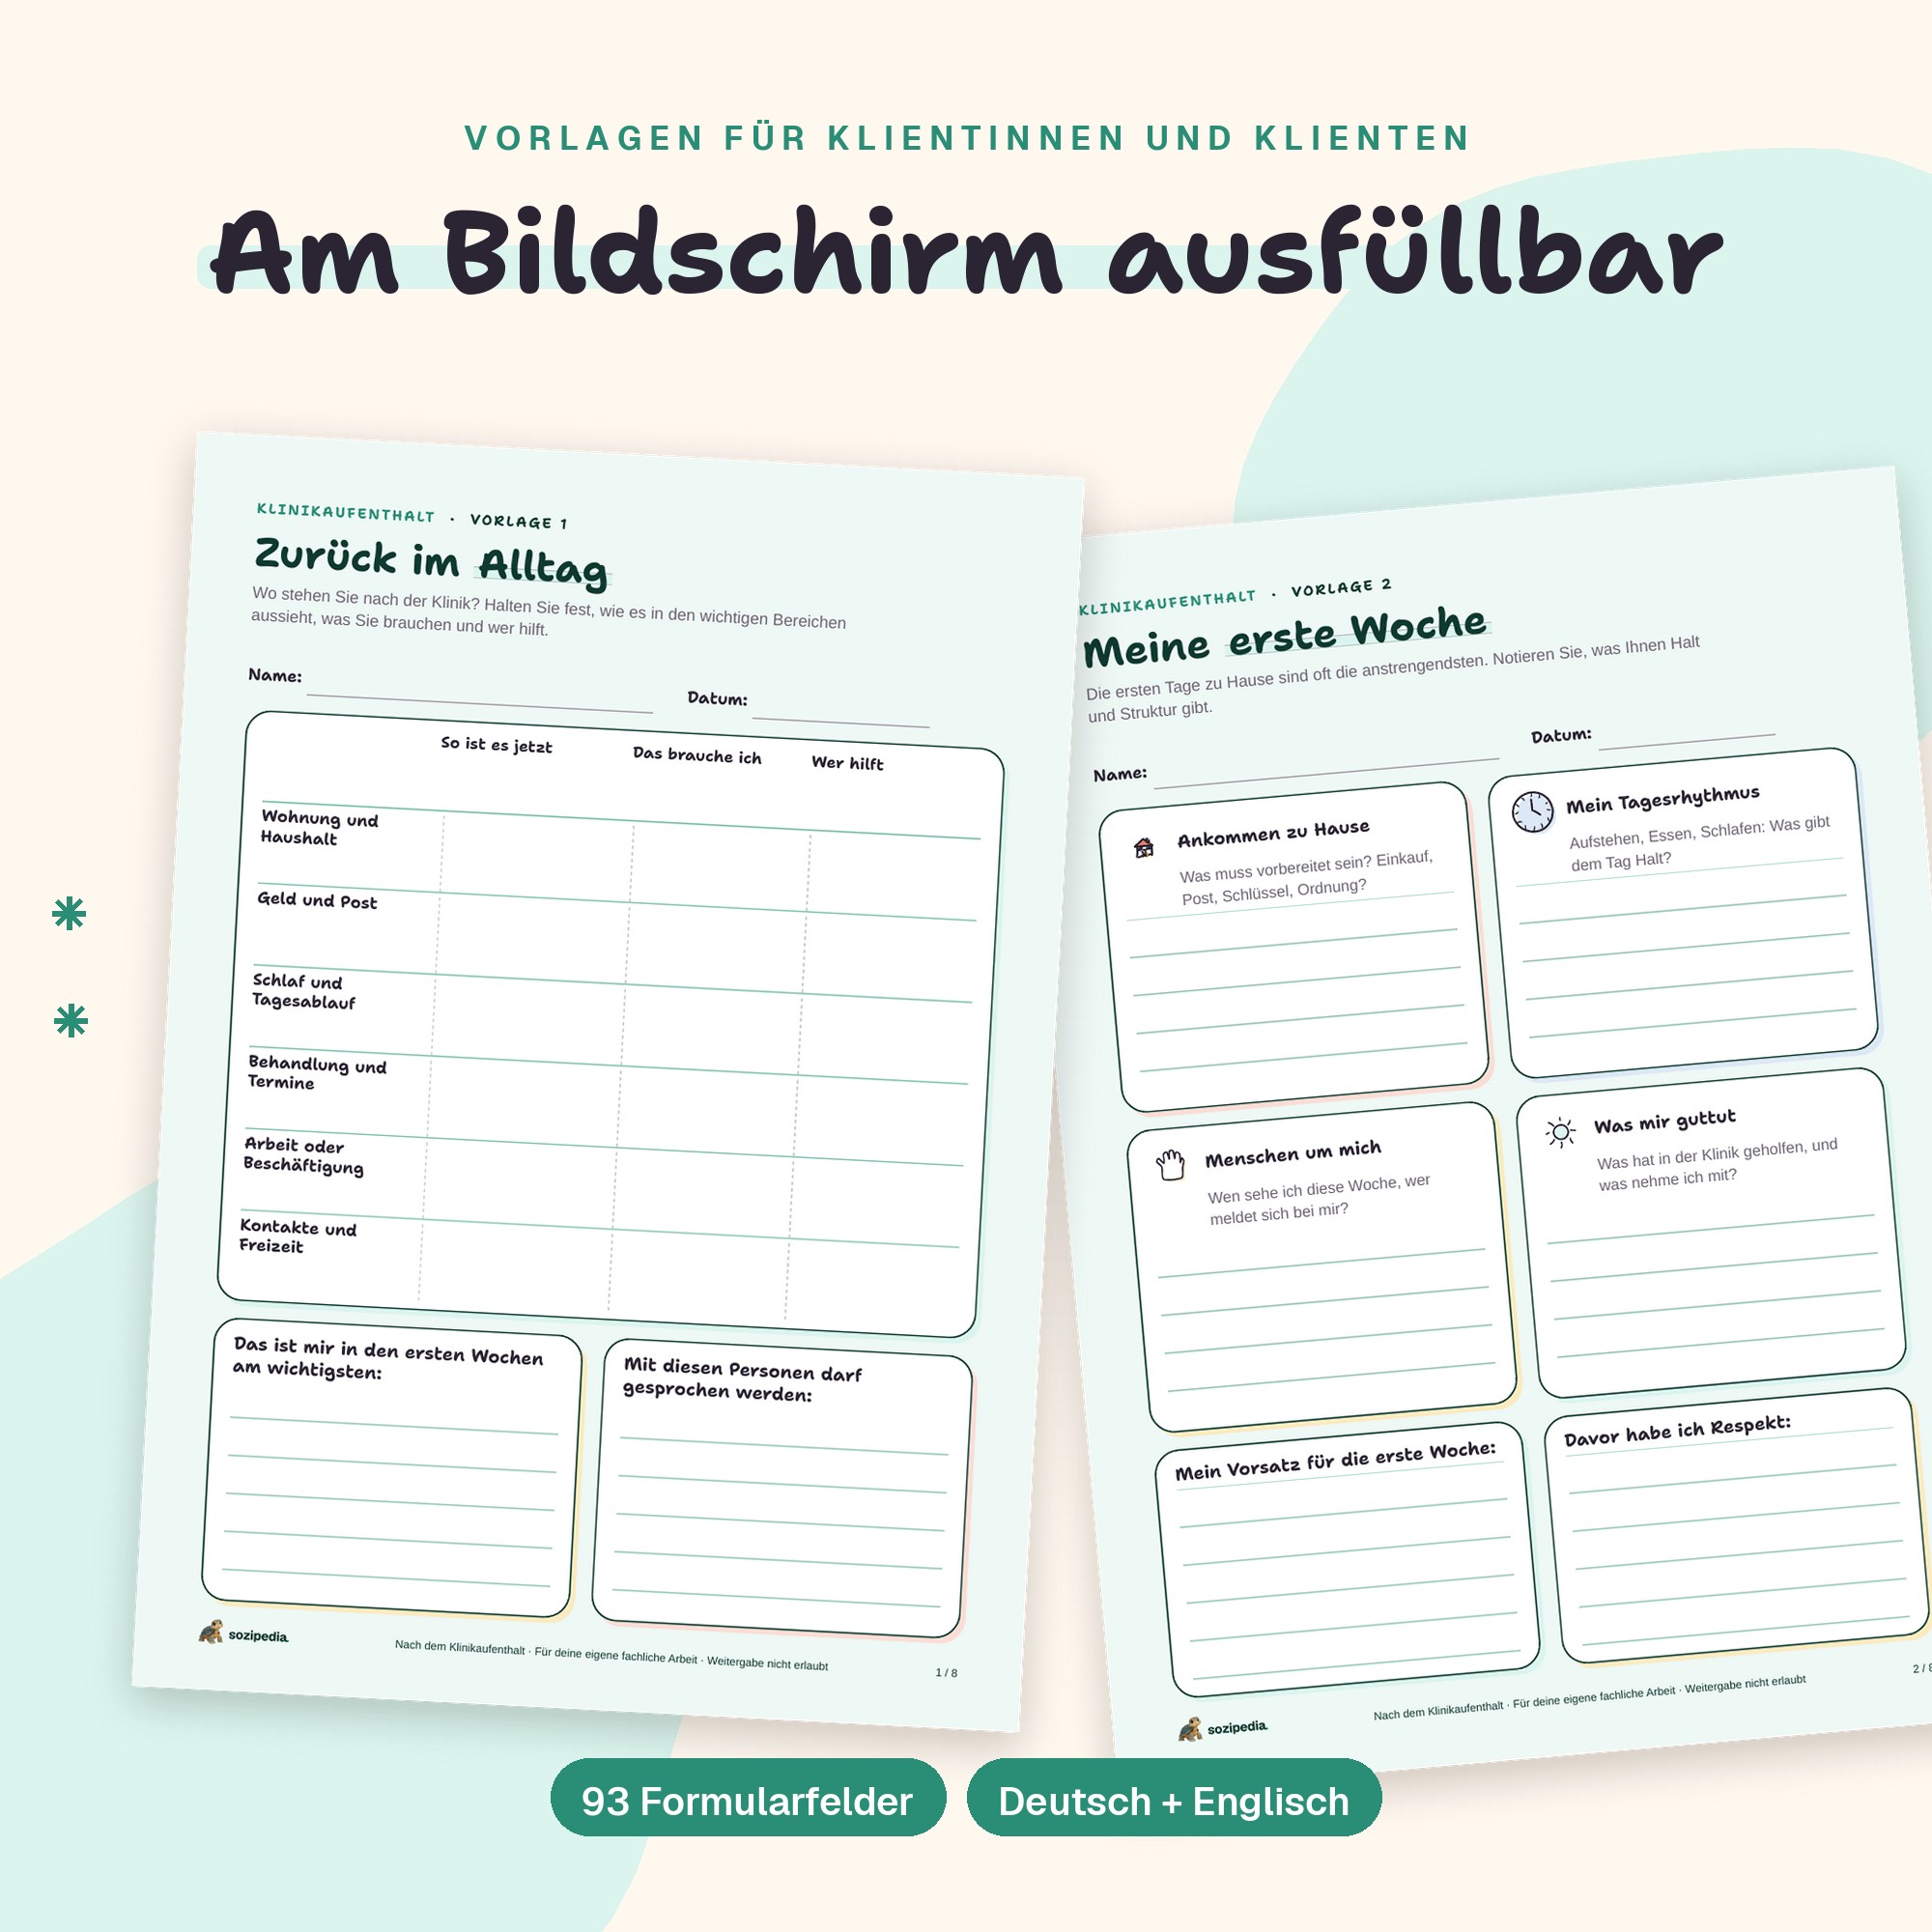 VORLAGEN FÜR KLIENTINNEN UND KLIENTEN
Am Bildschirm ausfüllbar
KLINIKAUFENTHALT · VORLAGE 1
Zurück im Alltag
Wo stehen Sie nach der Klinik? Halten Sie fest, wie es in den wichtigen Bereichen
aussieht, was Sie brauchen und wer hilft.
Name:
Datum:
So ist es jetzt
Das brauche ich
Wer hilft
Wohnung und
Haushalt
Geld und Post
Schlaf und
Tagesablauf
Behandlung und
Termine
Arbeit oder
Beschäftigung
Kontakte und
Freizeit
Das ist mir in den ersten Wochen
am wichtigsten:
Mit diesen Personen darf
gesprochen werden:
sozipedia.
Nach dem Klinikaufenthalt · Für deine eigene fachliche Arbeit · Weitergabe nicht erlaubt
1 / 8
KLINIKAUFENTHALT · VORLAGE 2
Meine erste Woche
Die ersten Tage zu Hause sind oft die anstrengendsten. Notieren Sie, was Ihnen Halt
und Struktur gibt.
Name:
Datum:
Ankommen zu Hause
Was muss vorbereitet sein? Einkauf,
Post, Schlüssel, Ordnung?
Mein Tagesrhythmus
Aufstehen, Essen, Schlafen: Was gibt
dem Tag Halt?
Menschen um mich
Wen sehe ich diese Woche, wer
meldet sich bei mir?
Was mir guttut
Was hat in der Klinik geholfen, und
was nehme ich mit?
Mein Vorsatz für die erste Woche:
Davor habe ich Respekt:
sozipedia.
Nach dem Klinikaufenthalt · Für deine eigene fachliche Arbeit · Weitergabe nicht erlaubt
2 / 8
93 Formularfelder
Deutsch + Englisch